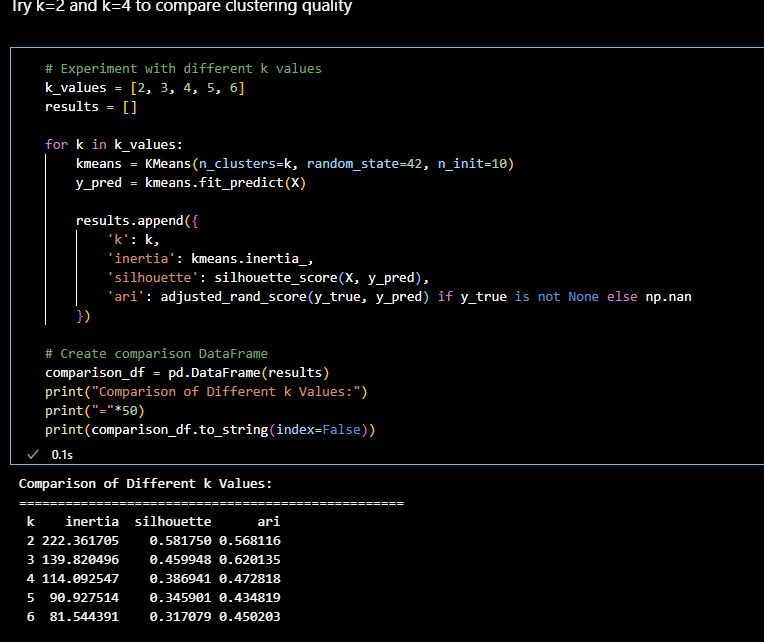 Try k=2 and k=4 to compare clustering quality
# Experiment with different k values
k_values = [2, 3, 4, 5, 6]
results = []
for k in k_values:
    kmeans = KMeans(n_clusters=k, random_state=42, n_init=10)
    y_pred = kmeans.fit_predict(X)
    results.append({
        'k': k,
        'inertia': kmeans.inertia_,
        'silhouette': silhouette_score(X, y_pred),
        'ari': adjusted_rand_score(y_true, y_pred) if y_true is not None else np.nan
    })
# Create comparison DataFrame
comparison_df = pd.DataFrame(results)
print("Comparison of Different k Values:")
print("="*50)
print(comparison_df.to_string(index=False))
✓ 0.1s
Comparison of Different k Values:
==================================================
k inertia silhouette ari
2 222.361705 0.581750 0.568116
3 139.820496 0.459948 0.620135
4 114.092547 0.386941 0.472818
5 90.927514 0.345901 0.434819
6 81.544391 0.317079 0.450203